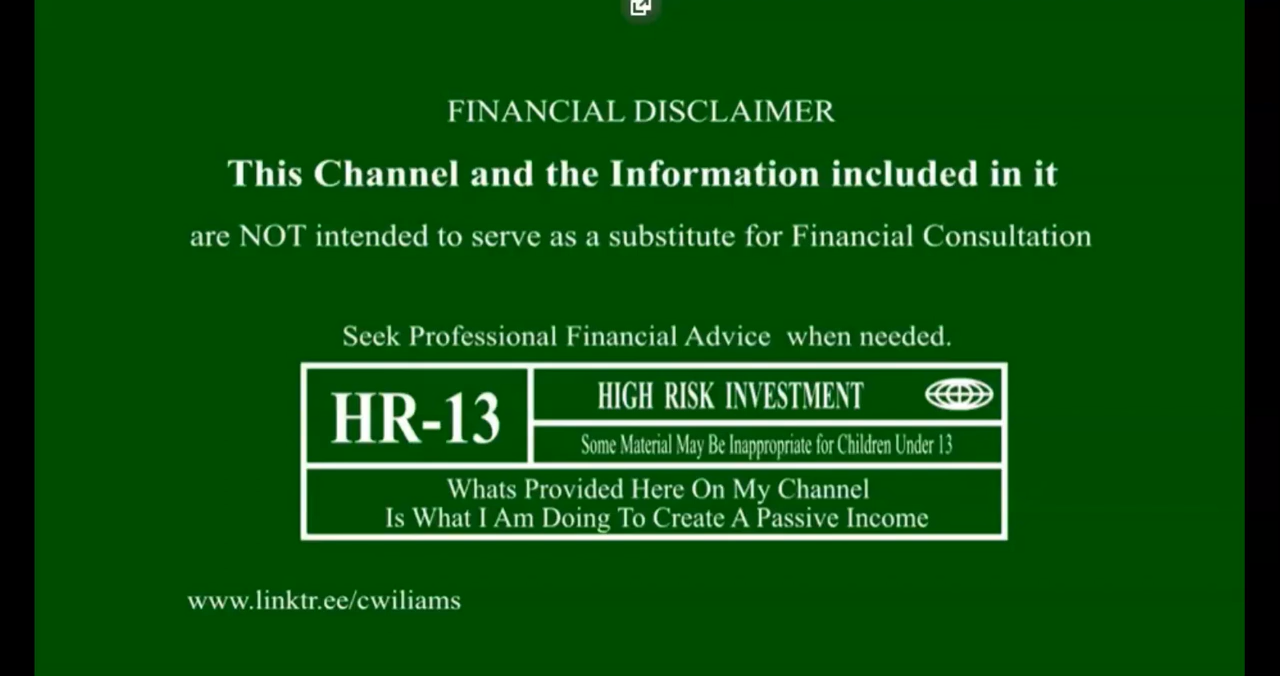 FINANCIAL DISCLAIMER
This Channel and the Information included in it
are NOT intended to serve as a substitute for Financial Consultation
Seek Professional Financial Advice when needed.
HR-13
HIGH RISK INVESTMENT
Some Material May Be Inappropriate for Children Under 13
Whats Provided Here On My Channel
Is What I Am Doing To Create A Passive Income
www.linktr.ee/cwiliams